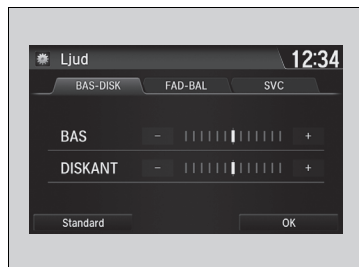 Ljud 12:34
BAS-DISK FAD-BAL SVC
BAS - +
DISKANT - +
Standard OK